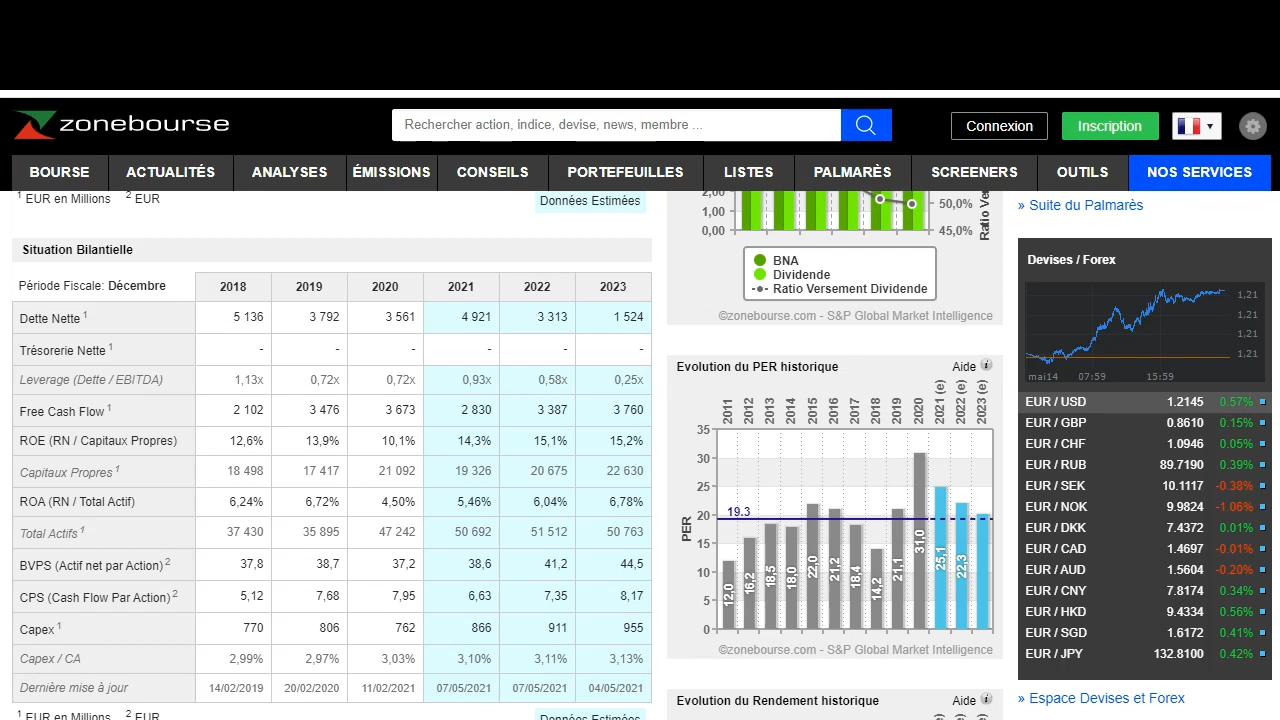 zonebourse
Rechercher action, indice, devise, news, membre ...
Connexion
Inscription
BOURSE ACTUALITÉS ANALYSES ÉMISSIONS CONSEILS PORTEFEUILLES LISTES PALMARÈS SCREENERS OUTILS NOS SERVICES
1 EUR en Millions 2 EUR
Données Estimées
Situation Bilantielle
Période Fiscale: Décembre 2018 2019 2020 2021 2022 2023
Dette Nette 1 5 136 3 792 3 561 4 921 3 313 1 524
Trésorerie Nette 1 - - - - - -
Leverage (Dette / EBITDA) 1,13x 0,72x 0,72x 0,93x 0,58x 0,25x
Free Cash Flow 1 2 102 3 476 3 673 2 830 3 387 3 760
ROE (RN / Capitaux Propres) 12,6% 13,9% 10,1% 14,3% 15,1% 15,2%
Capitaux Propres 1 18 498 17 417 21 092 19 326 20 675 22 630
ROA (RN / Total Actif) 6,24% 6,72% 4,50% 5,46% 6,04% 6,78%
Total Actifs 1 37 430 35 895 47 242 50 692 51 512 50 763
BVPS (Actif net par Action) 2 37,8 38,7 37,2 38,6 41,2 44,5
CPS (Cash Flow Par Action) 2 5,12 7,68 7,95 6,63 7,35 8,17
Capex 1 770 806 762 866 911 955
Capex / CA 2,99% 2,97% 3,03% 3,10% 3,11% 3,13%
Dernière mise à jour 14/02/2019 20/02/2020 11/02/2021 07/05/2021 07/05/2021 04/05/2021
1 EUR en Millions 2 EUR
Données Estimées
2,00
1,00
0,00
50,0%
45,0%
Ratio Ver
BNA
Dividende
Ratio Versement Dividende
©zonebourse.com - S&P Global Market Intelligence
Evolution du PER historique
Aide
2011 2012 2013 2014 2015 2016 2017 2018 2019 2020 2021 (e) 2022 (e) 2023 (e)
35
30
25
20
15
10
5
0
PER
19.3
12,0 16,2 18,5 18,0 22,0 21,2 18,4 14,2 21,1 31,0 25,1 22,3
©zonebourse.com - S&P Global Market Intelligence
Evolution du Rendement historique
Aide
» Suite du Palmarès
Devises / Forex
1,21
1,21
1,21
1,21
mai14 07:59 15:59
EUR / USD 1.2145 0.57%
EUR / GBP 0.8610 0.15%
EUR / CHF 1.0946 0.05%
EUR / RUB 89.7190 0.39%
EUR / SEK 10.1117 -0.38%
EUR / NOK 9.9824 -1.06%
EUR / DKK 7.4372 0.01%
EUR / CAD 1.4697 -0.01%
EUR / AUD 1.5604 -0.20%
EUR / CNY 7.8174 0.34%
EUR / HKD 9.4334 0.56%
EUR / SGD 1.6172 0.41%
EUR / JPY 132.8100 0.42%
» Espace Devises et Forex